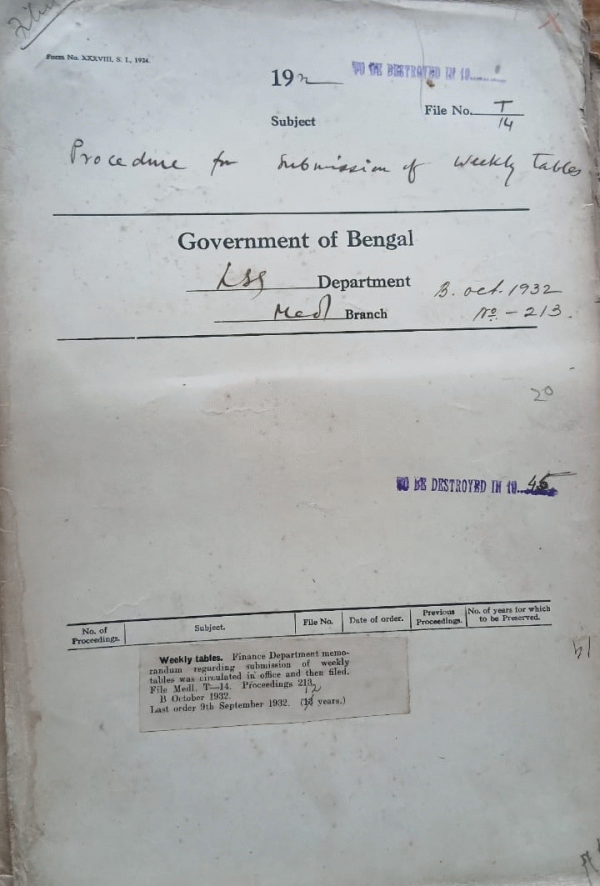 Form No. XXXVIII, S. I., 1924.
19
TO BE DESTROYED IN 19
File No. T/14
Subject
Procedure for Submission of Weekly Tables
Government of Bengal
LSG Department
Medl Branch
B. Oct. 1932
No. - 213.
20
TO BE DESTROYED IN 19 45
No. of Proceedings. Subject. File No. Date of order. Previous Proceedings. No. of years for which to be Preserved.
Weekly tables. Finance Department memo-
randum regarding submission of weekly
tables was circulated in office and then filed.
File Medl. T—14. Proceedings 213,
B October 1932.
12
Last order 9th September 1932. ( years.)